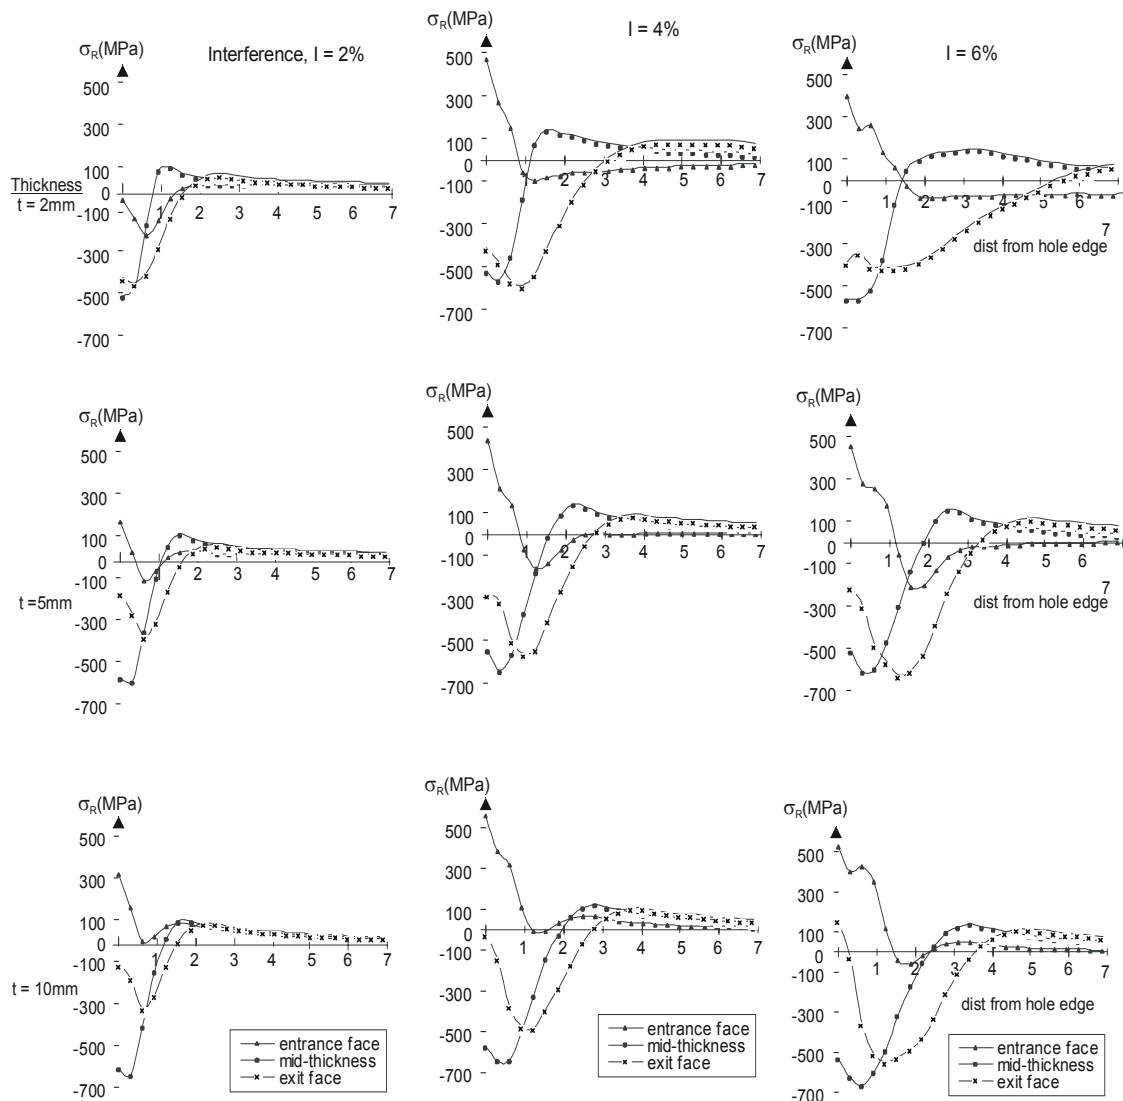 σR(MPa)
Interference, I = 2%
500
300
100
0
-100
-300
-500
-700
1 2 3 4 5 6 7
Thickness
t = 2mm
σR(MPa)
I = 4%
500
300
100
0
-100
-300
-500
-700
1 2 3 4 5 6 7
σR(MPa)
I = 6%
500
300
100
0
-100
-300
-500
-700
1 2 3 4 5 6
7
dist from hole edge
σR(MPa)
500
300
100
0
-100
-300
-500
-700
1 2 3 4 5 6 7
t =5mm
σR(MPa)
500
300
100
0
-100
-300
-500
-700
1 2 3 4 5 6 7
σR(MPa)
500
300
100
0
-100
-300
-500
-700
1 2 3 4 5 6
7
dist from hole edge
σR(MPa)
500
300
100
0
-100
-300
-500
-700
1 2 3 4 5 6 7
t = 10mm
entrance face
mid-thickness
exit face
σR(MPa)
500
300
100
0
-100
-300
-500
-700
1 2 3 4 5 6 7
entrance face
mid-thickness
exit face
σR(MPa)
500
300
100
0
-100
-300
-500
-700
1 2 3 4 5 6 7
dist from hole edge
entrance face
mid-thickness
exit face